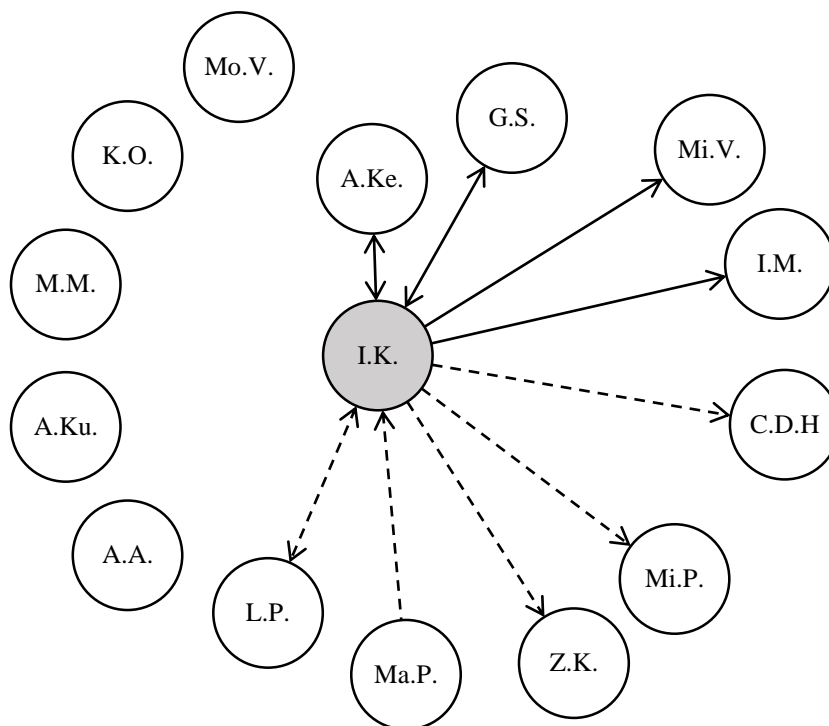 Mo.V.
G.S.
K.O.
Mi.V.
A.Ke.
I.M.
M.M.
I.K.
A.Ku.
C.D.H
A.A.
Mi.P.
L.P.
Z.K.
Ma.P.